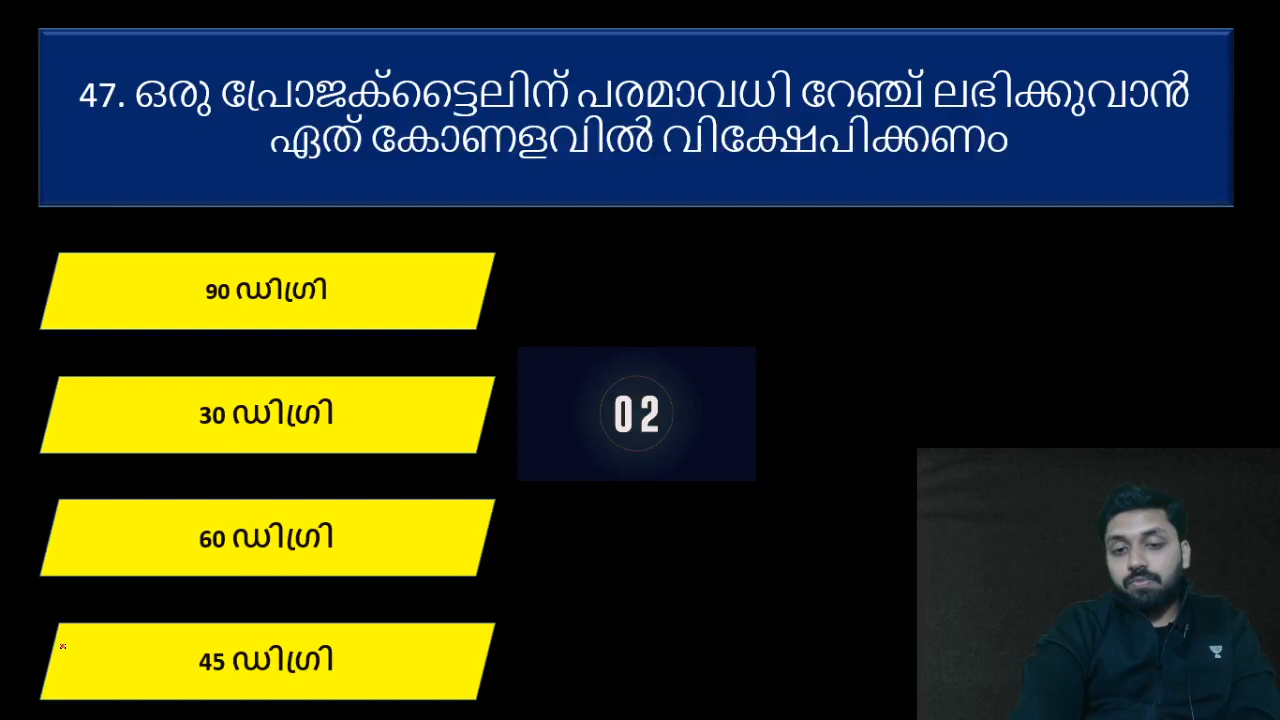 47. ഒരു പ്രോജക്ട്ടൈലിന് പരമാവധി റേഞ്ച് ലഭിക്കുവാൻ
ഏത് കോണളവിൽ വിക്ഷേപിക്കണം
90 ഡിഗ്രി
30 ഡിഗ്രി
02
60 ഡിഗ്രി
45 ഡിഗ്രി